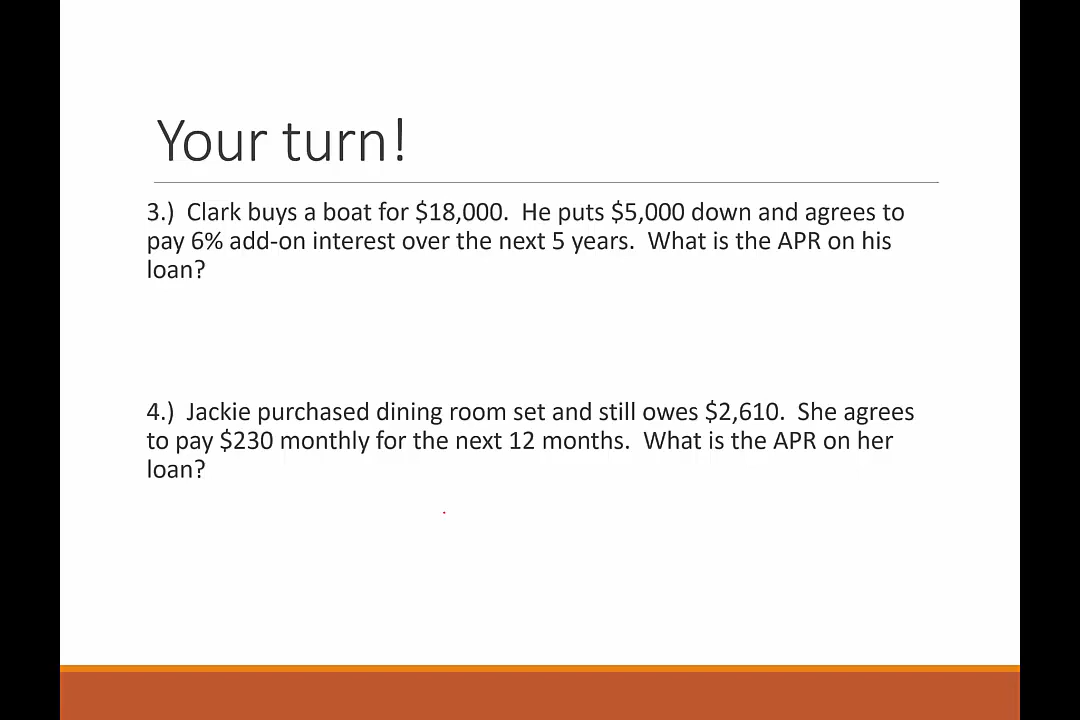 Your turn!
3.)  Clark buys a boat for $18,000.  He puts $5,000 down and agrees to
pay 6% add-on interest over the next 5 years.  What is the APR on his
loan?
4.)  Jackie purchased dining room set and still owes $2,610.  She agrees
to pay $230 monthly for the next 12 months.  What is the APR on her
loan?